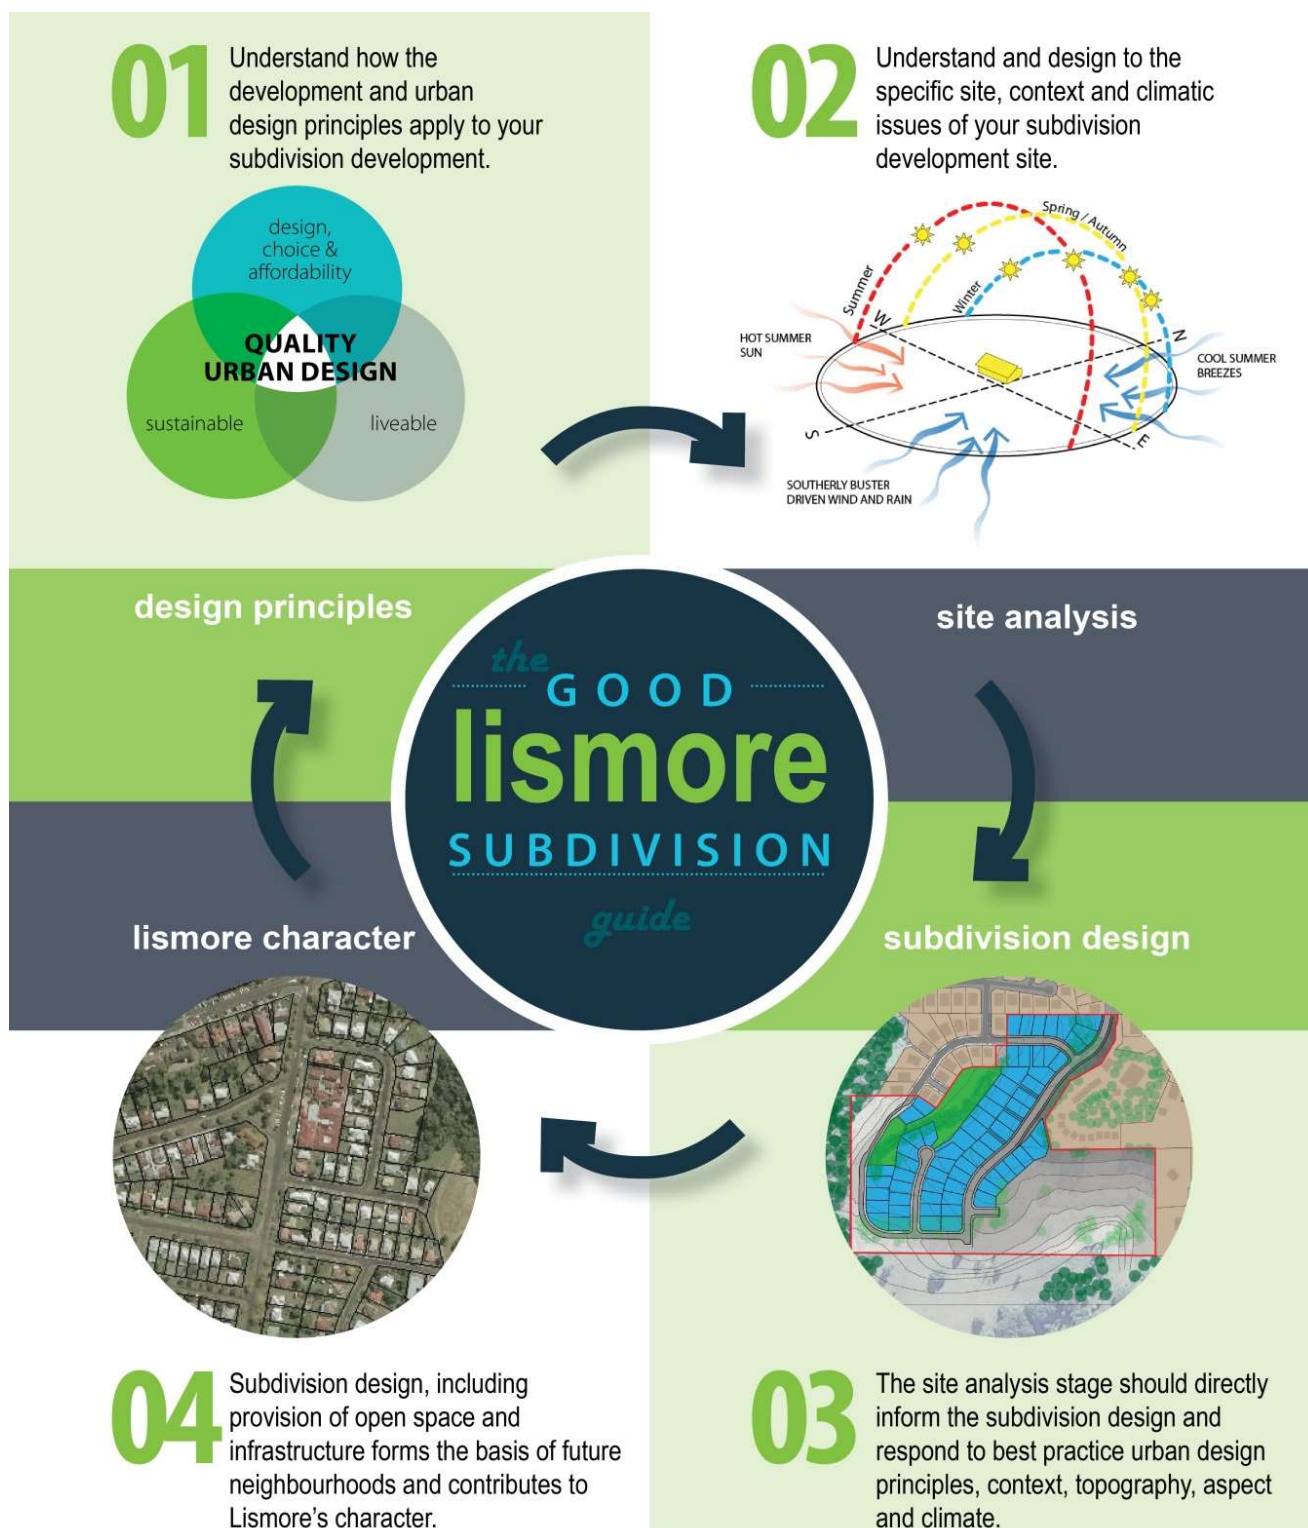 01
Understand how the
development and urban
design principles apply to your
subdivision development.
design,
choice &
affordability
QUALITY
URBAN DESIGN
sustainable
liveable
02
Understand and design to the
specific site, context and climatic
issues of your subdivision
development site.
Spring / Autumn
Summer
Winter
W
N
S
E
HOT SUMMER
SUN
COOL SUMMER
BREEZES
SOUTHERLY BUSTER
DRIVEN WIND AND RAIN
design principles
site analysis
the
GOOD
lismore
SUBDIVISION
guide
lismore character
subdivision design
04
Subdivision design, including
provision of open space and
infrastructure forms the basis of future
neighbourhoods and contributes to
Lismore's character.
03
The site analysis stage should directly
inform the subdivision design and
respond to best practice urban design
principles, context, topography, aspect
and climate.